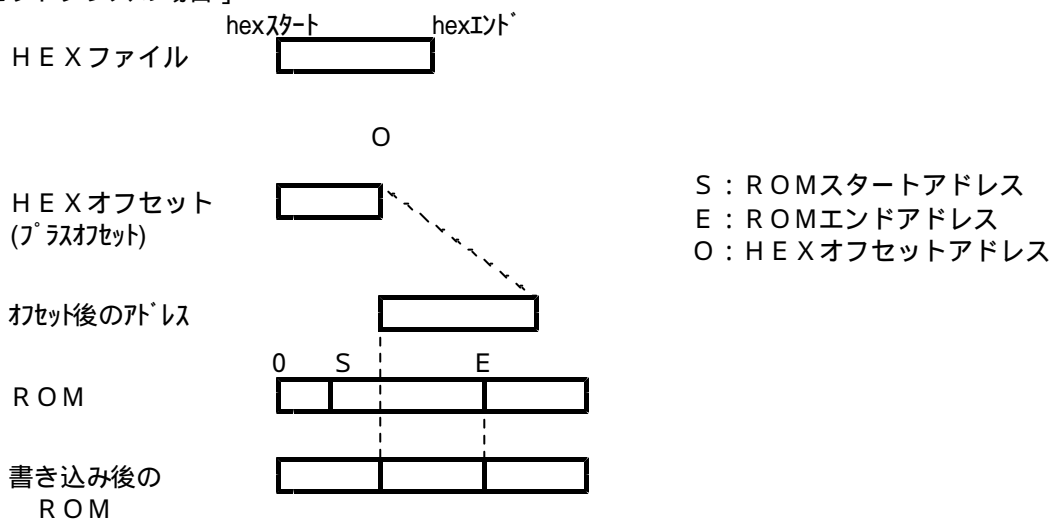 hexｽﾀｰﾄ hexｴﾝﾄﾞ
ＨＥＸファイル
O
ＨＥＸオフセット
(ﾌﾟﾗｽｵﾌｾｯﾄ)
Ｓ：ＲＯＭスタートアドレス
Ｅ：ＲＯＭエンドアドレス
Ｏ：ＨＥＸオフセットアドレス
ｵﾌｾｯﾄ後のｱﾄﾞﾚｽ
0 S E
ＲＯＭ
書き込み後の
ＲＯＭ